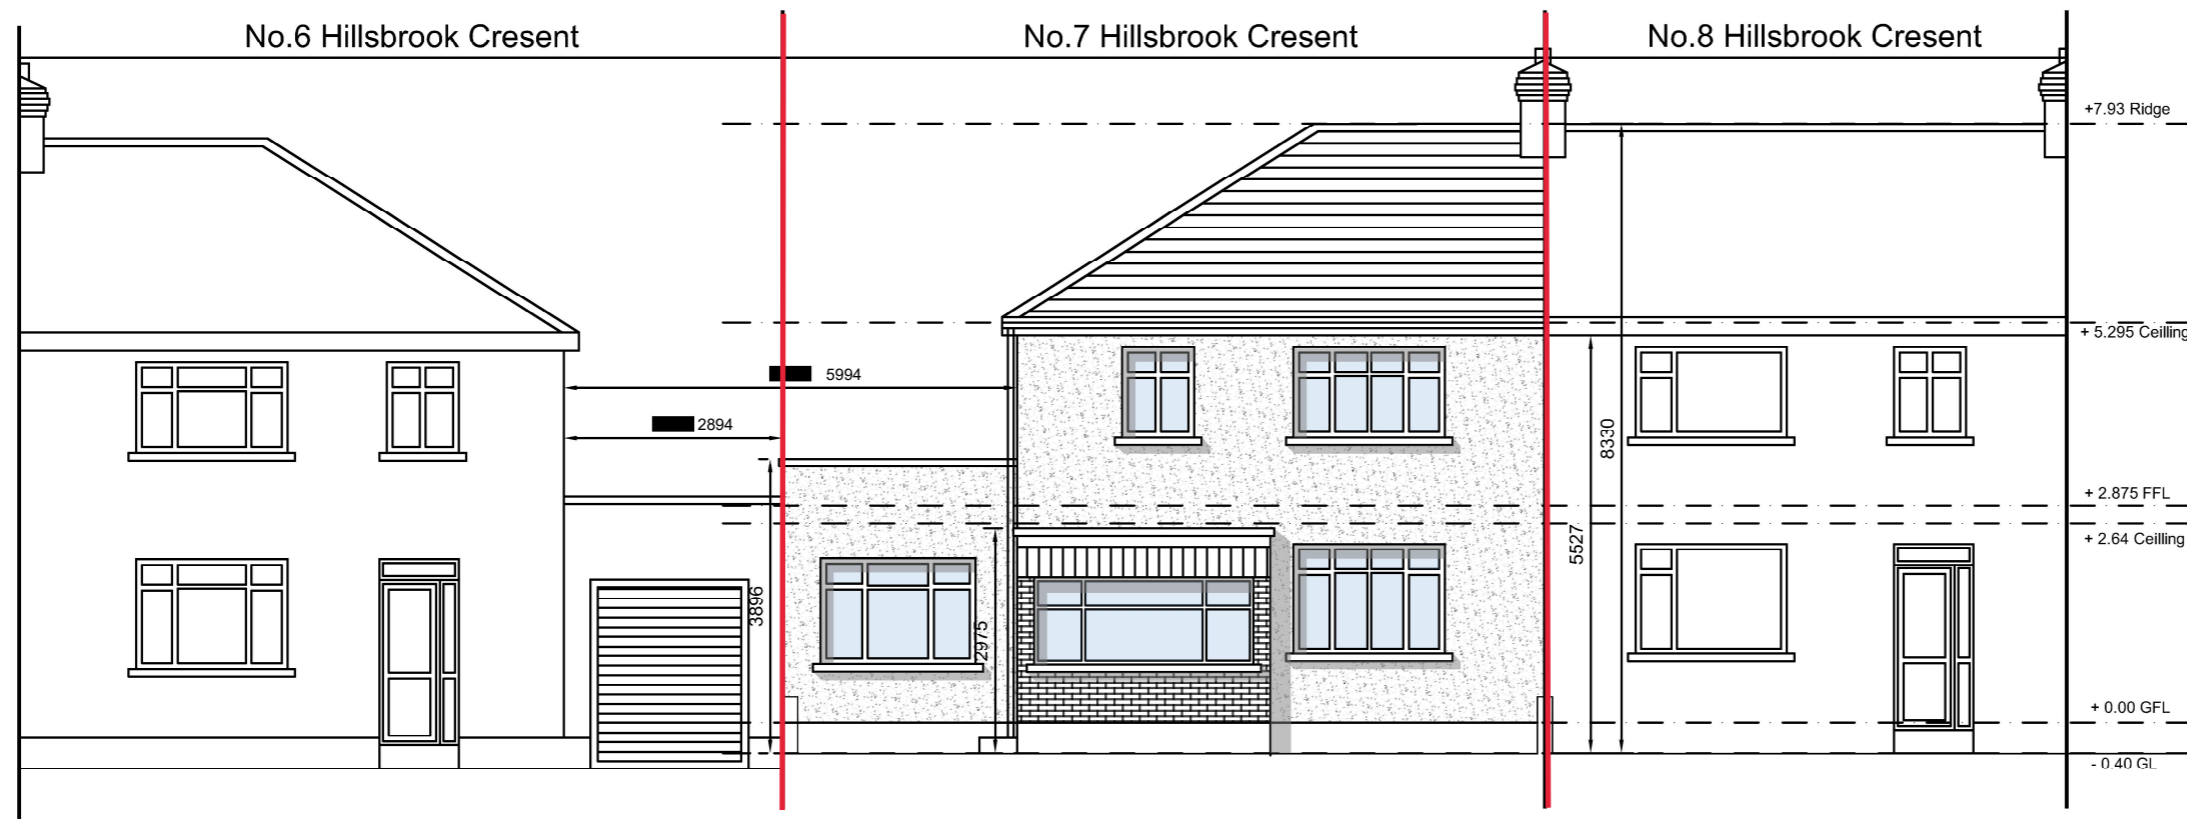 No.6 Hillsbrook Cresent
No.7 Hillsbrook Cresent
No.8 Hillsbrook Cresent
+7.93 Ridge
+ 5.295 Ceilling
5994
2894
8330
+ 2.875 FFL
5527
+ 2.64 Ceilling
3896
2975
+ 0.00 GFL
- 0.40 GL